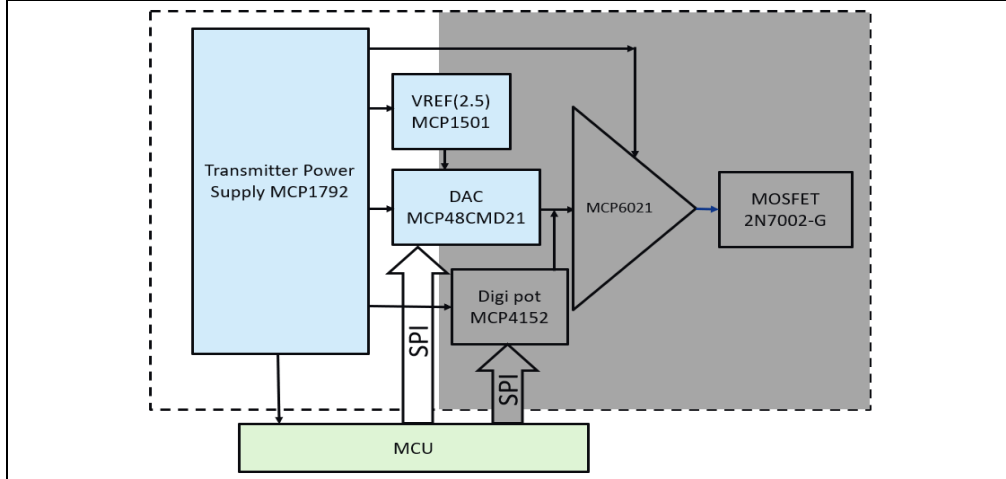 VREF(2.5)
MCP1501
Transmitter Power
Supply MCP1792
DAC
MCP48CMD21
MCP6021
MOSFET
2N7002-G
Digi pot
MCP4152
SPI
SPI
MCU